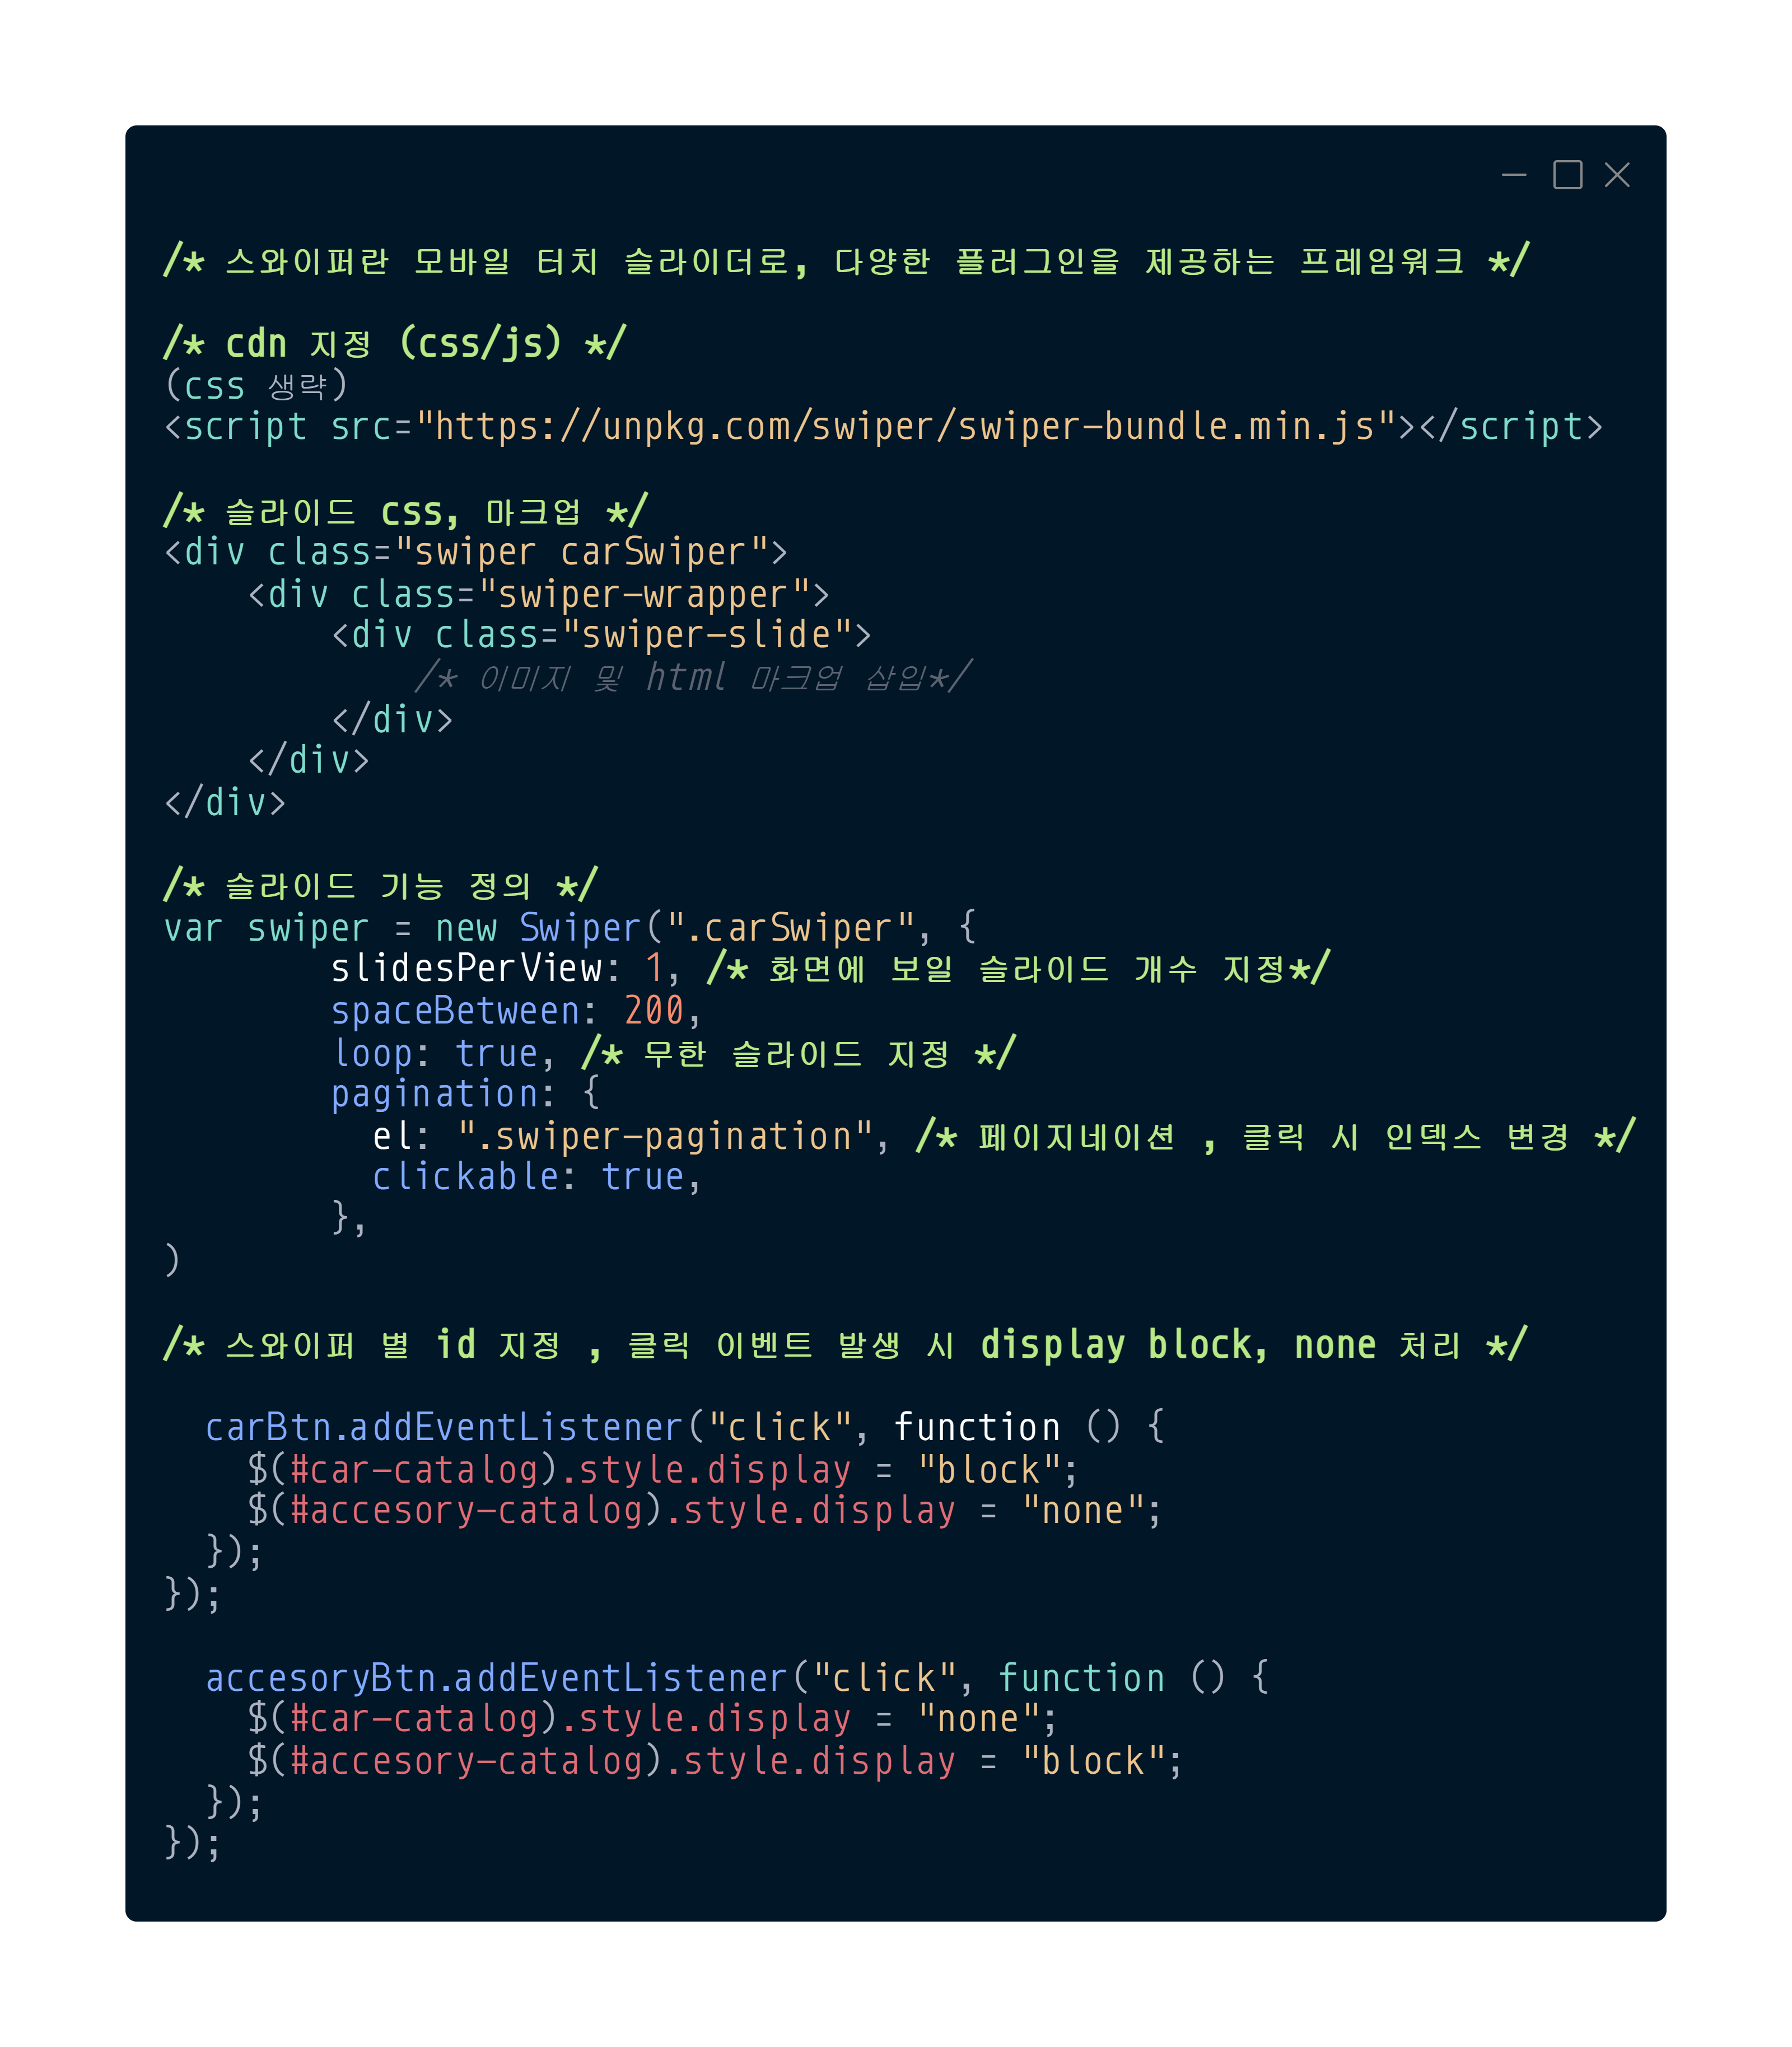 /* 스와이퍼란 모바일 터치 슬라이더로, 다양한 플러그인을 제공하는 프레임워크 */
/* cdn 지정 (css/js) */
(css 생략)
<script src="https://unpkg.com/swiper/swiper-bundle.min.js"></script>
/* 슬라이드 css, 마크업 */
<div class="swiper carSwiper">
    <div class="swiper-wrapper">
        <div class="swiper-slide">
            /* 이미지 및 html 마크업 삽입*/
        </div>
    </div>
</div>
/* 슬라이드 기능 정의 */
var swiper = new Swiper(".carSwiper", {
        slidesPerView: 1, /* 화면에 보일 슬라이드 개수 지정*/
        spaceBetween: 200,
        loop: true, /* 무한 슬라이드 지정 */
        pagination: {
          el: ".swiper-pagination", /* 페이지네이션 , 클릭 시 인덱스 변경 */
          clickable: true,
        },
)
/* 스와이퍼 별 id 지정 , 클릭 이벤트 발생 시 display block, none 처리 */
  carBtn.addEventListener("click", function () {
    $(#car-catalog).style.display = "block";
    $(#accesory-catalog).style.display = "none";
  });
});
  accesoryBtn.addEventListener("click", function () {
    $(#car-catalog).style.display = "none";
    $(#accesory-catalog).style.display = "block";
  });
});